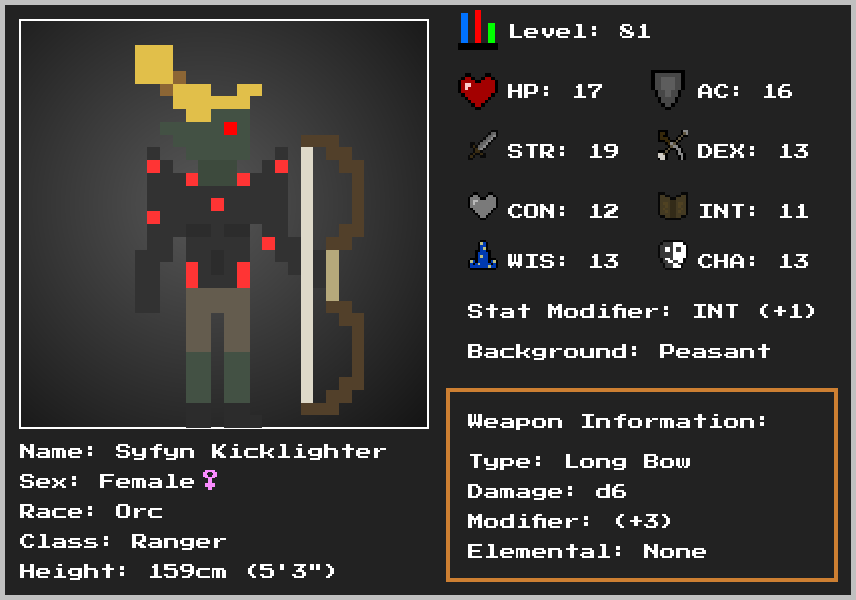 Level: 81
HP: 17 AC: 16
STR: 19 DEX: 13
CON: 12 INT: 11
WIS: 13 CHA: 13
Stat Modifier: INT (+1)
Background: Peasant
Weapon Information:
Type: Long Bow
Damage: d6
Modifier: (+3)
Elemental: None
Name: Syfyn Kicklighter
Sex: Female♀
Race: Orc
Class: Ranger
Height: 159cm (5'3")